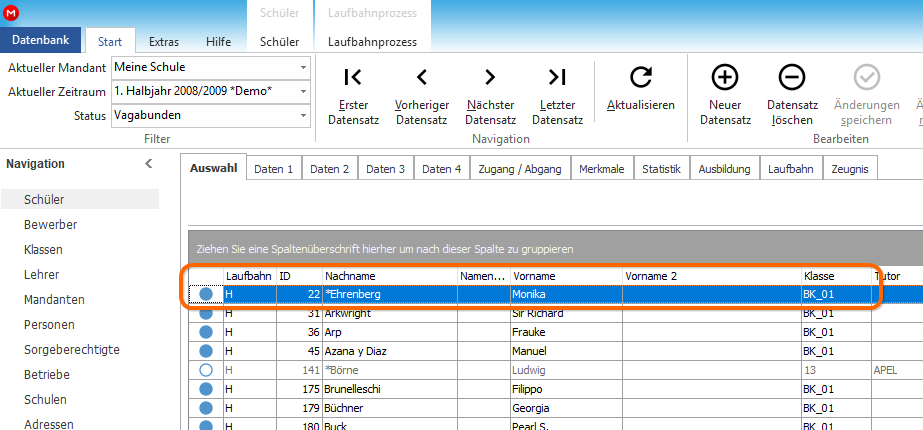 M
Schüler Laufbahnprozess
Datenbank Start Extras Hilfe Schüler Laufbahnprozess
Aktueller Mandant Meine Schule
Aktueller Zeitraum 1. Halbjahr 2008/2009 *Demo*
Status Vagabunden
Filter
Erster Datensatz
Vorheriger Datensatz
Nächster Datensatz
Letzter Datensatz
Aktualisieren
Navigation
Neuer Datensatz
Datensatz löschen
Änderungen speichern
Bearbeiten
Navigation
Schüler
Bewerber
Klassen
Lehrer
Mandanten
Personen
Sorgeberechtigte
Betriebe
Schulen
Adressen
Auswahl Daten 1 Daten 2 Daten 3 Daten 4 Zugang / Abgang Merkmale Statistik Ausbildung Laufbahn Zeugnis
Ziehen Sie eine Spaltenüberschrift hierher um nach dieser Spalte zu gruppieren
Laufbahn ID Nachname Namen... Vorname Vorname 2 Klasse Tutor
H 22 *Ehrenberg Monika BK_01
H 31 Arkwright Sir Richard BK_01
H 36 Arp Frauke BK_01
H 45 Azana y Diaz Manuel BK_01
H 141 *Börne Ludwig 13 APEL
H 175 Brunelleschi Filippo BK_01
H 179 Büchner Georgia BK_01
H 180 Buck Pearl S. BK_01